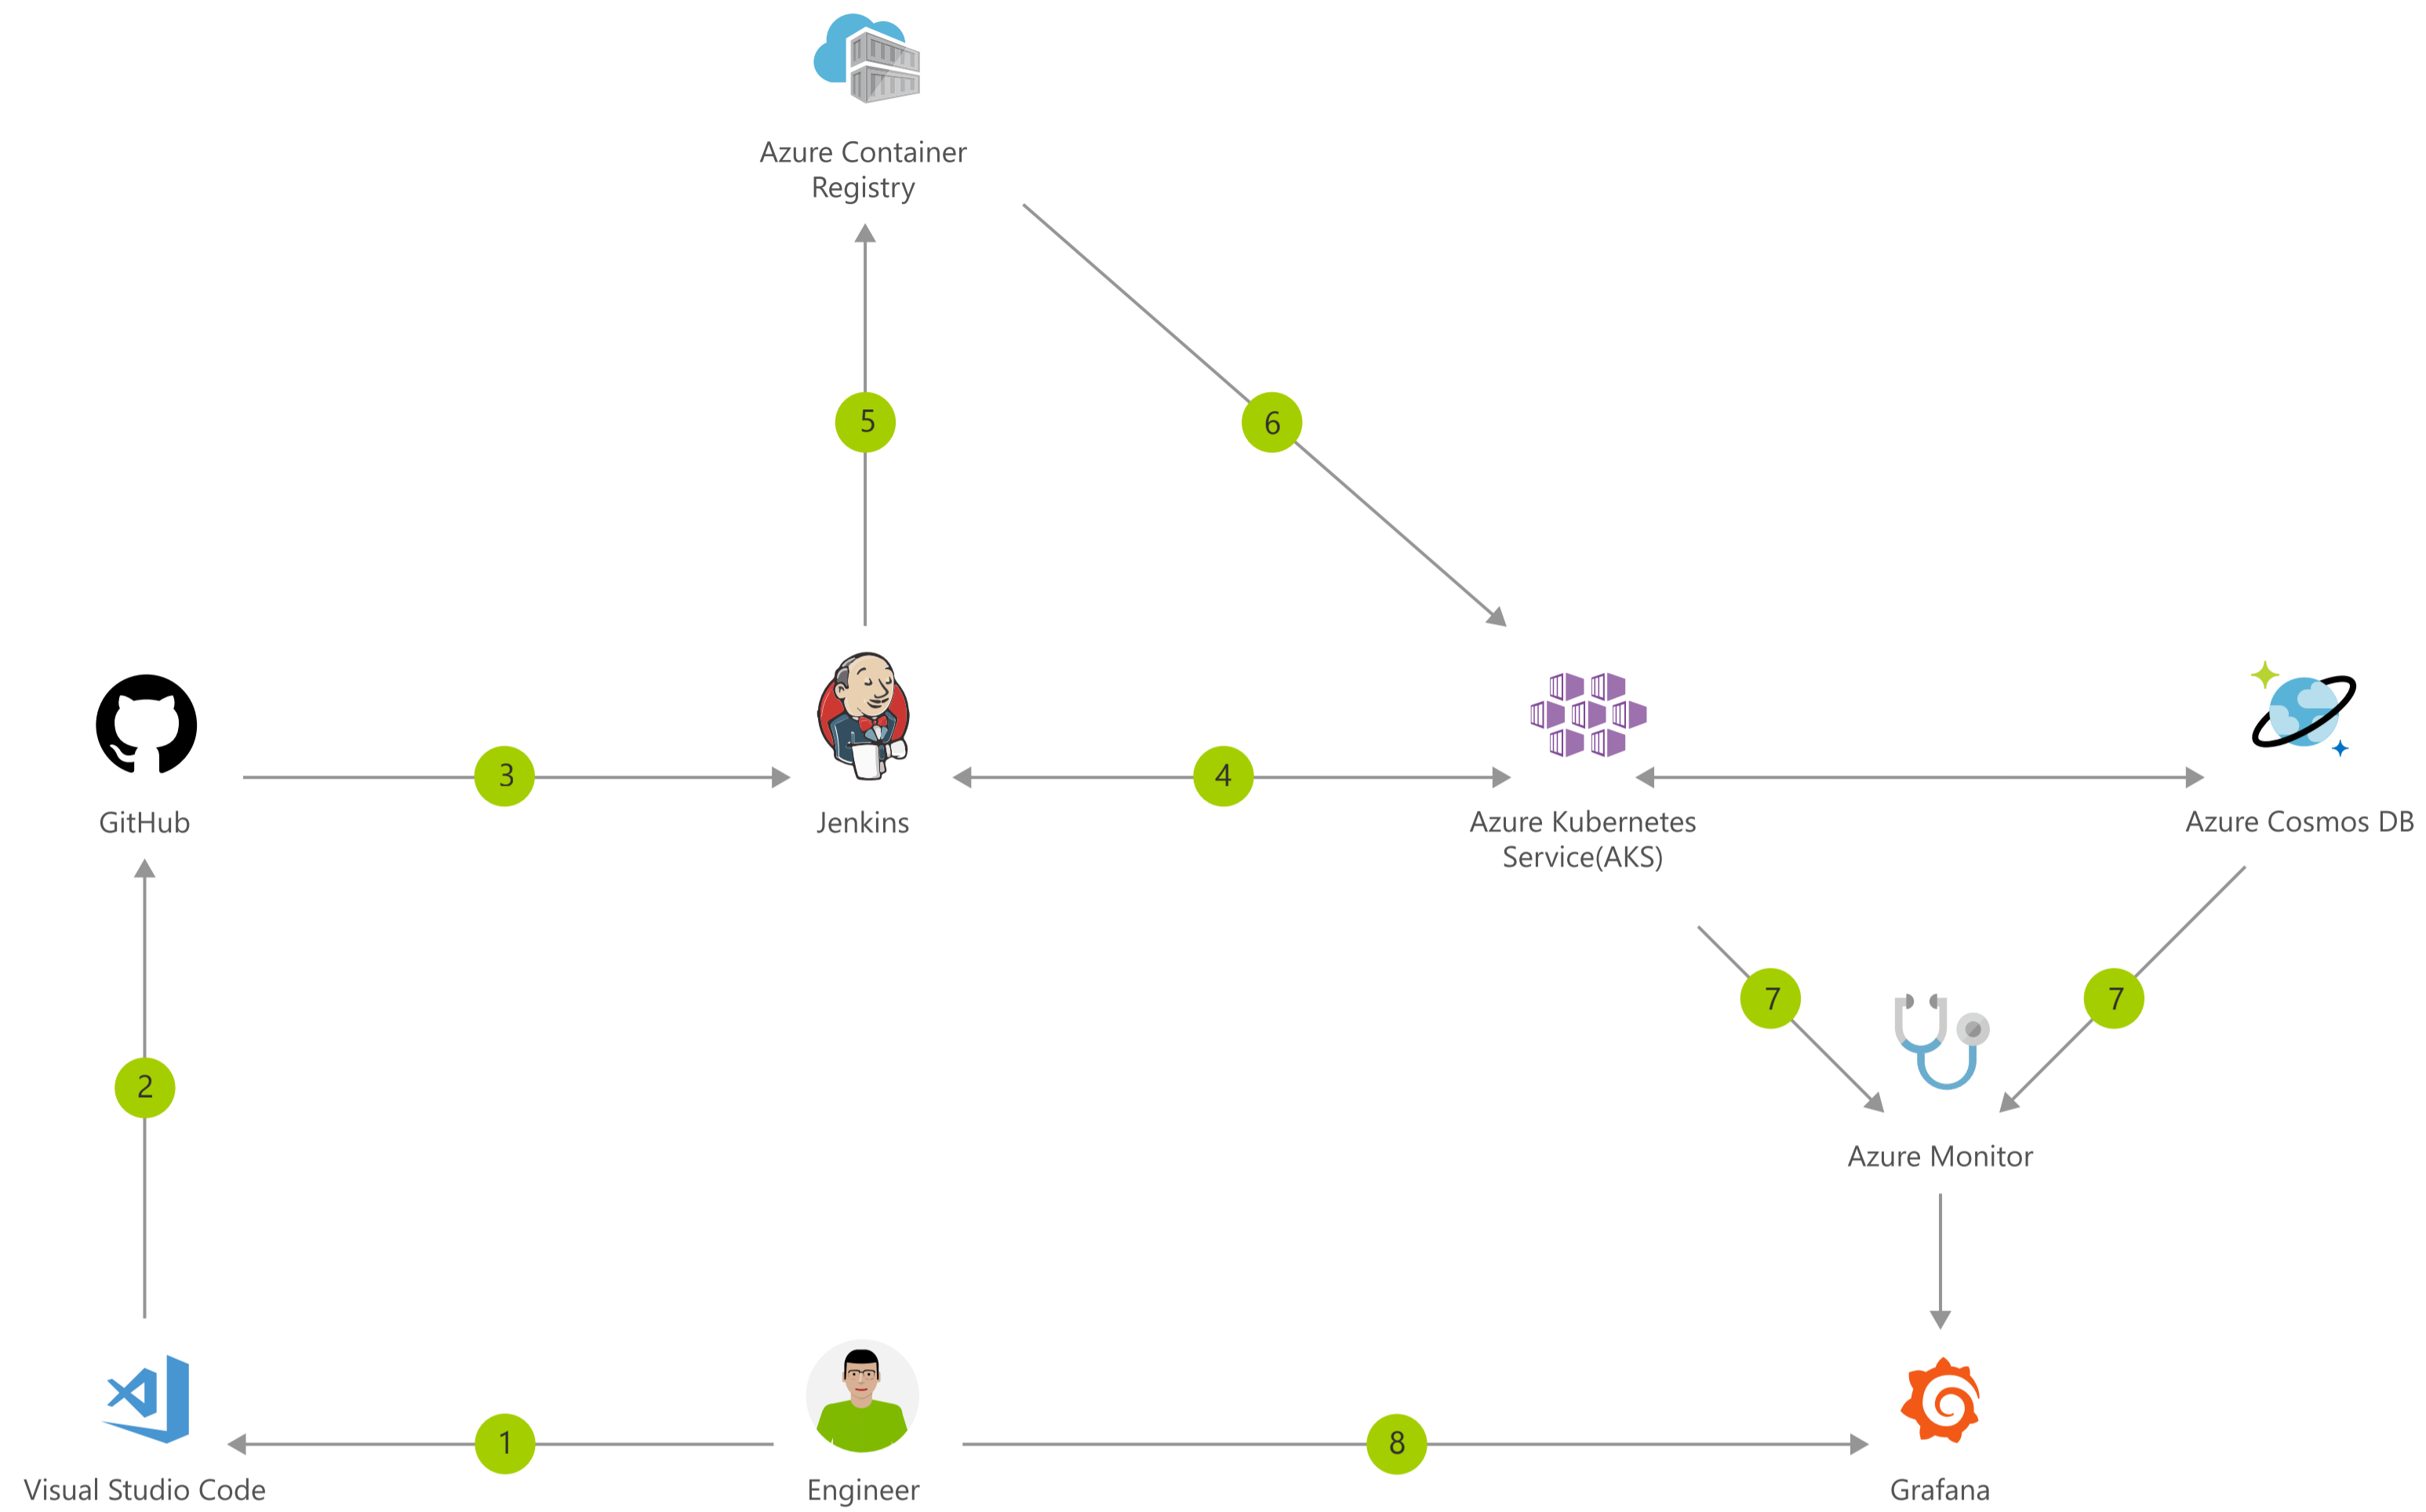 Azure Container
Registry
5
6
GitHub
3
Jenkins
4
Azure Kubernetes
Service(AKS)
Azure Cosmos DB
7
7
2
Azure Monitor
Visual Studio Code
1
Engineer
8
Grafana